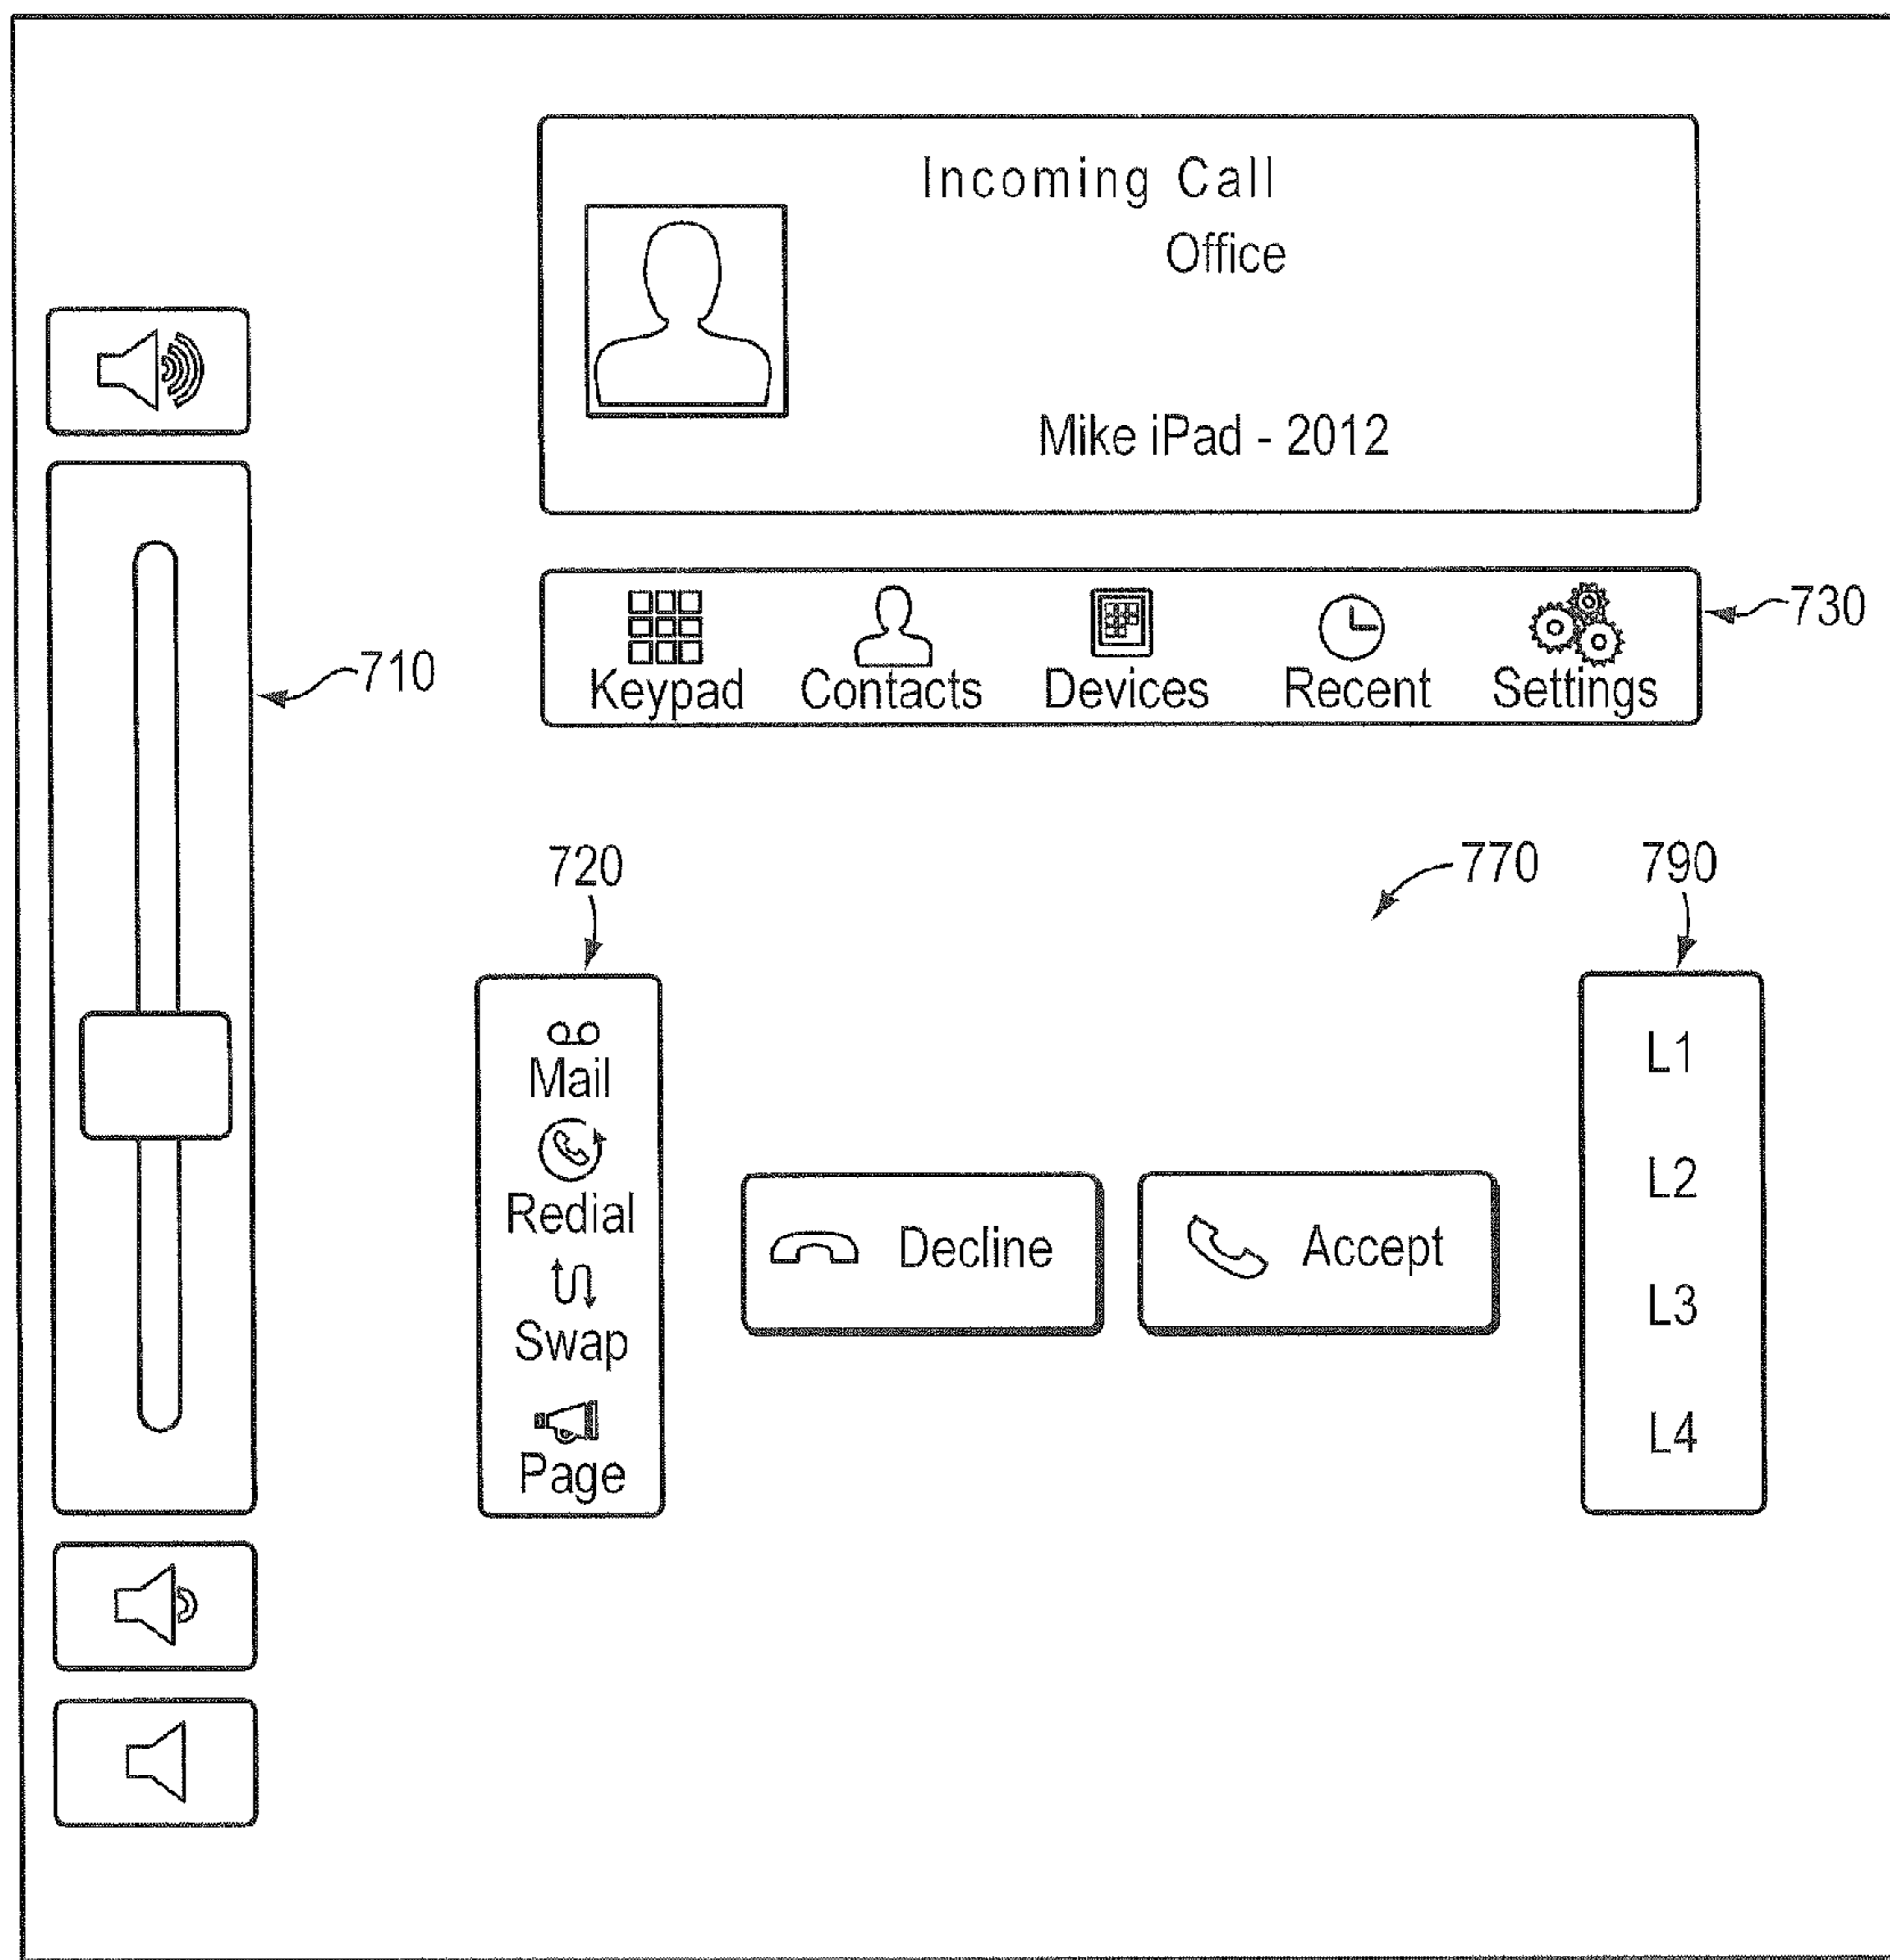 Incoming Call
Office
Mike iPad - 2012
Keypad Contacts Devices Recent Settings
730
710
720
770
790
Mail
Redial
Swap
Page
Decline
Accept
L1
L2
L3
L4